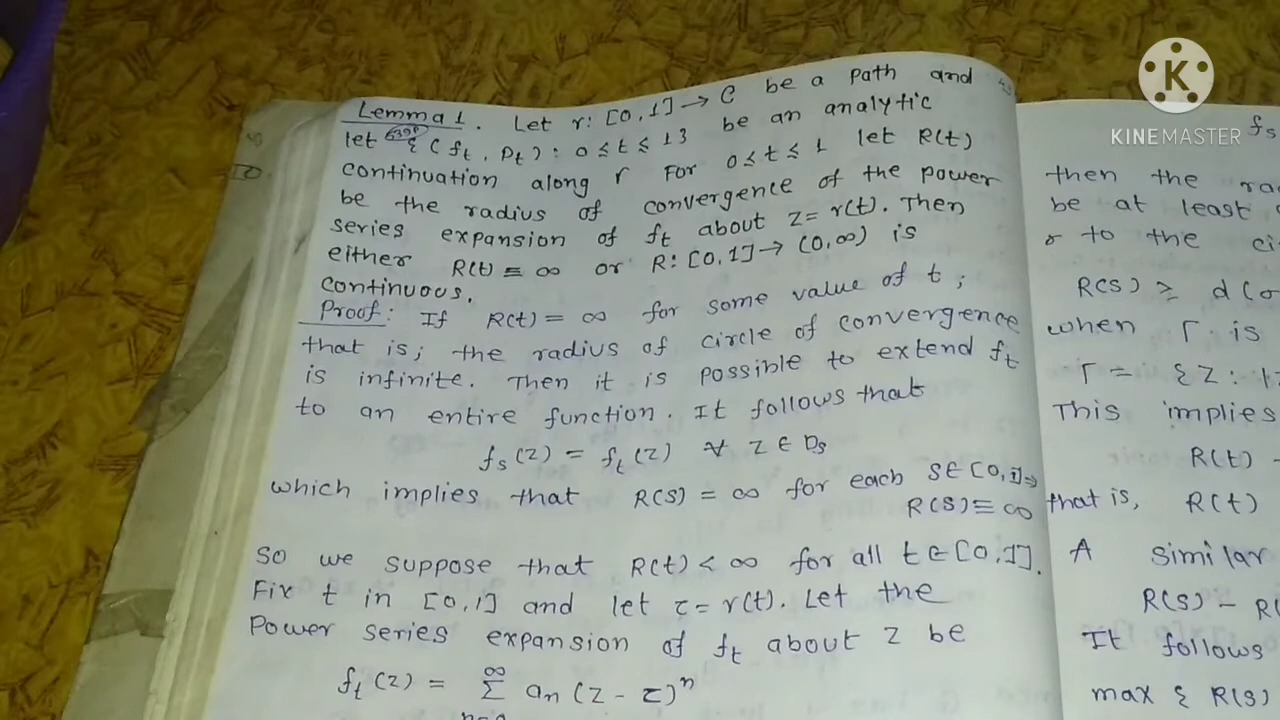 Lemma 1. Let r: [0,1] → C be a path and
let {(ft, Dt): 0 ≤ t ≤ 1} be an analytic
continuation along r For 0 ≤ t ≤ 1 let R(t)
be the radius of convergence of the power
series expansion of ft about z = r(t). Then
either R(t) ≡ ∞ or R: [0,1] → (0,∞) is
continuous.
Proof: If R(t) = ∞ for some value of t;
that is; the radius of circle of convergence
is infinite. Then it is possible to extend ft
to an entire function. It follows that
fs(z) = ft(z) ∀ z ∈ Ds
which implies that R(s) = ∞ for each s ∈ [0,1] ⇒
R(s) ≡ ∞
So we suppose that R(t) < ∞ for all t ∈ [0,1].
Fix t in [0,1] and let τ = r(t). Let the
Power series expansion of ft about z be
ft(z) = ∞ Σ an (z - τ)^n
fs
then the
be at least
r to the
R(s) ≥ d(
when Γ is
Γ = {z:
This implies
R(t) -
that is, R(t)
A similar
R(s) - R(
It follows
max { R(s)
K
KINEMASTER